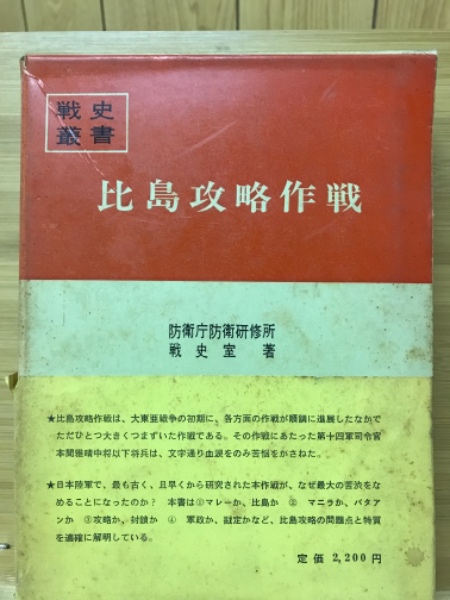 戦史
叢書
比島攻略作戦
防衛庁防衛研修所
戦史室 著
★比島攻略作戦は、大東亜戦争の初期に、各方面の作戦が順調に進展したなかで
ただひとつ大きくつまずいた作戦である。その作戦にあたった第十四軍司令官
本間雅晴中将以下将兵は、文字通り血涙をのみ苦悩をかさねた。
★日本陸軍で、最も古く、且早くから研究された本作戦が、なぜ最大の苦渋をな
めることになったのか? 本書は①マレーか、比島か ② マニラか、バタア
ンか ③攻略か、封鎖か ④ 軍政か、戡定かなど、比島攻略の問題点と特質
を適確に解明している。
定価 2,200円